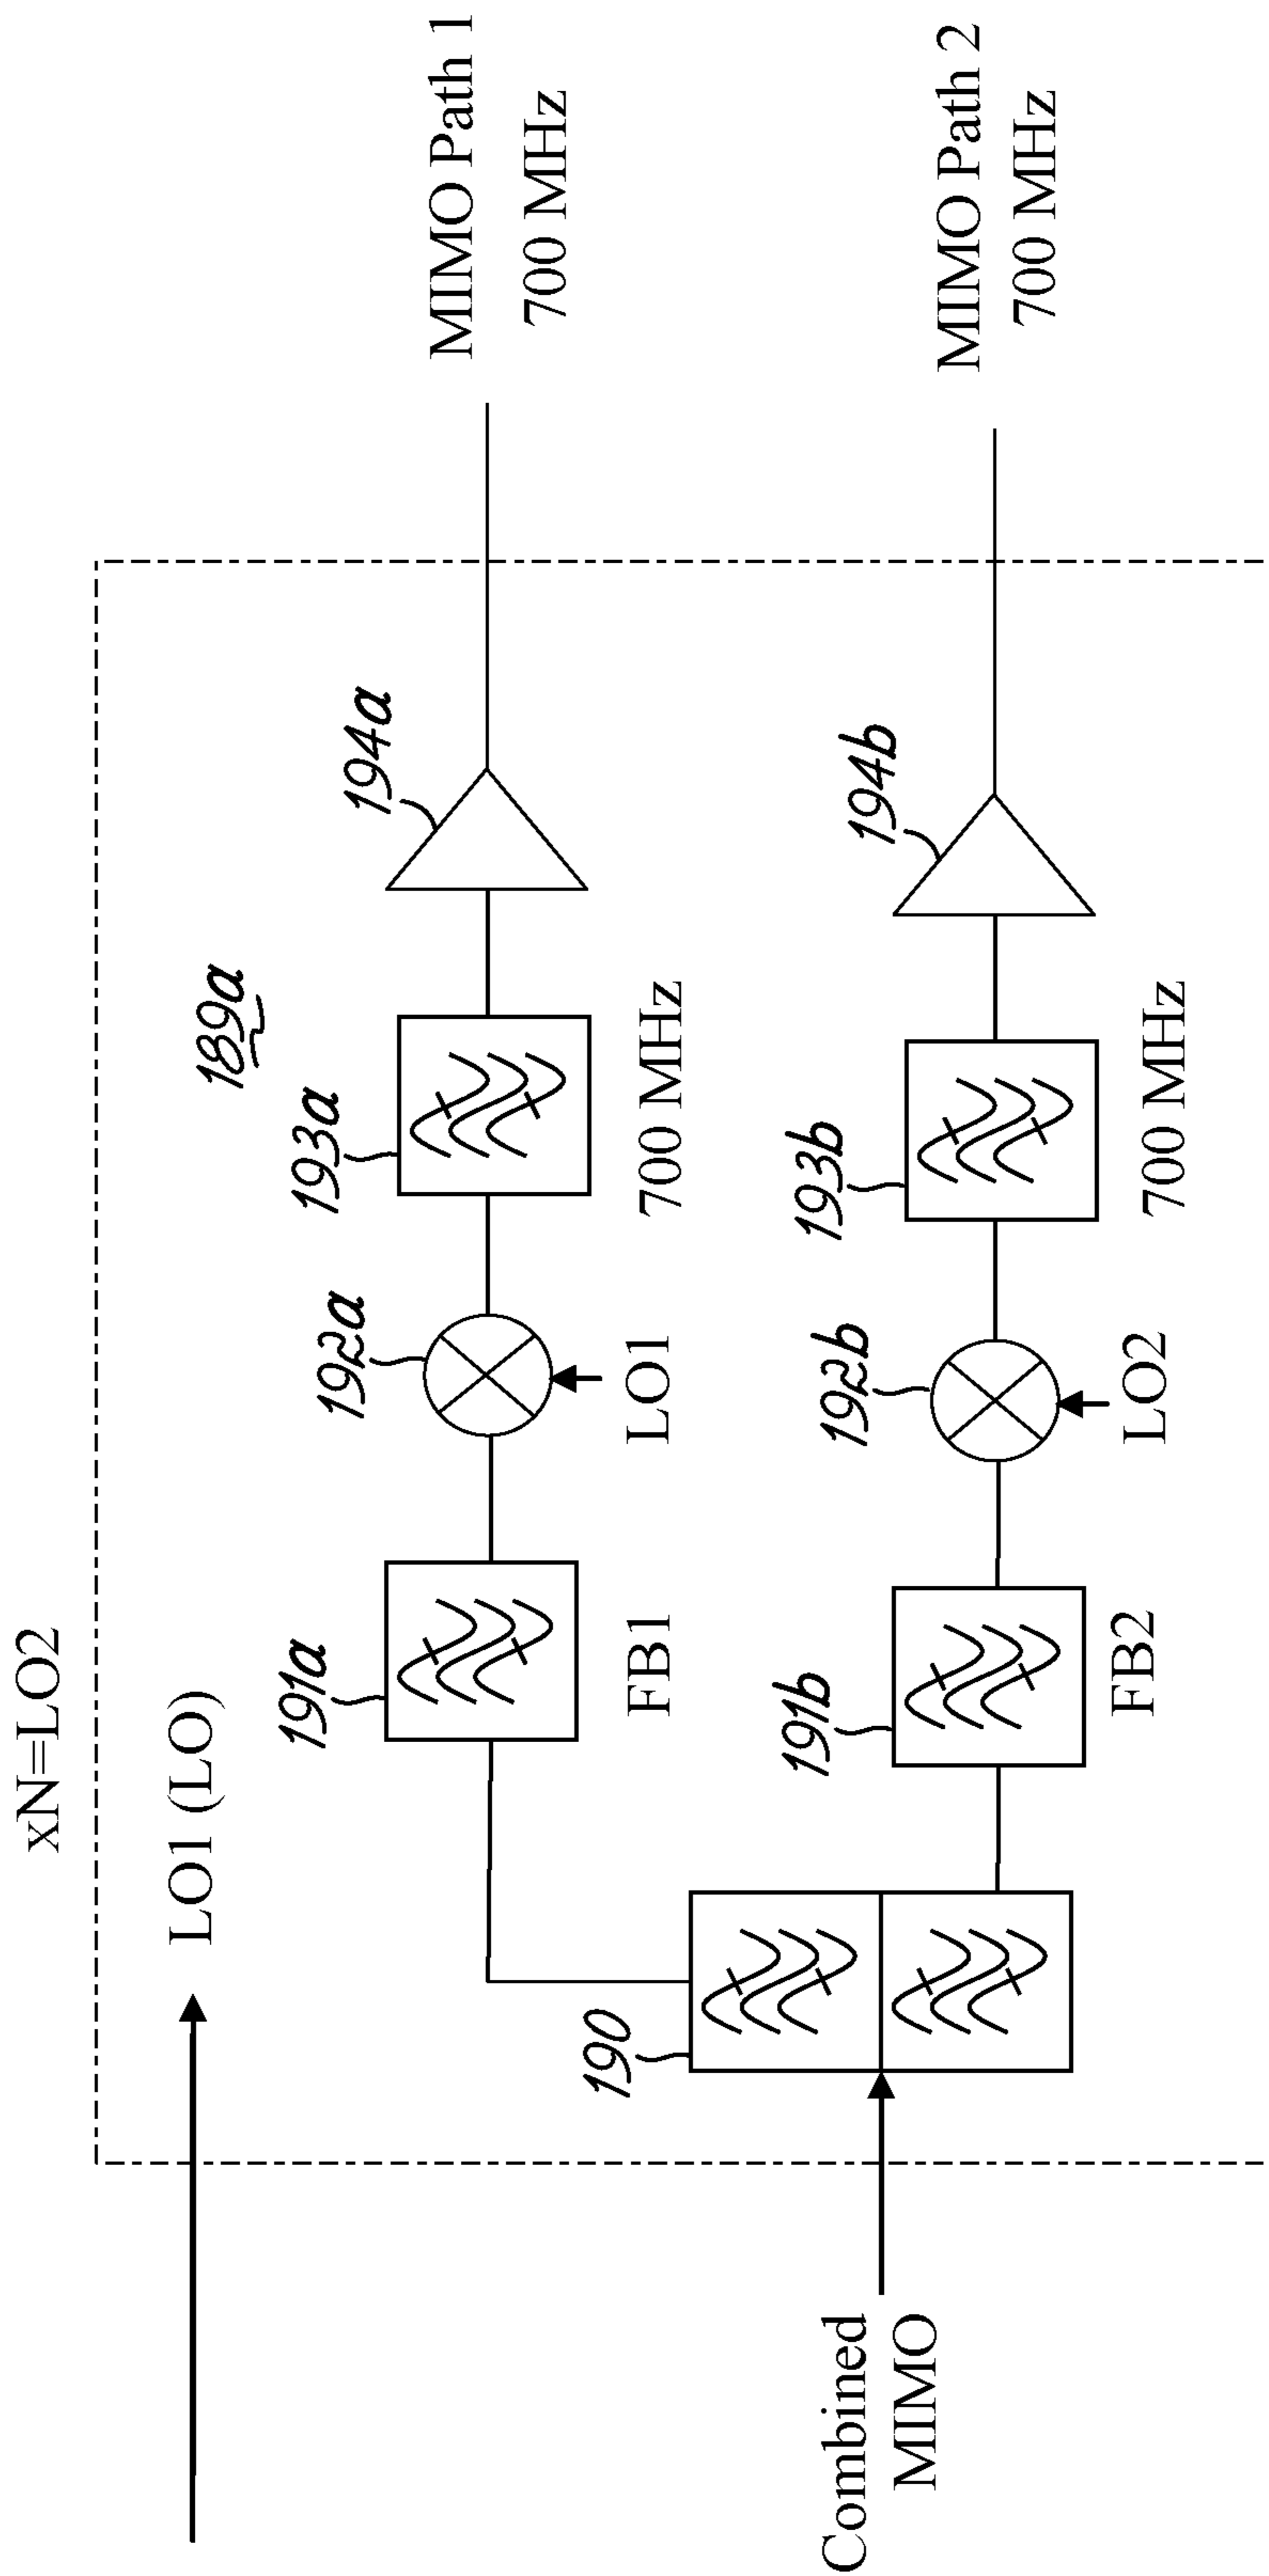 xN=LO2
LO1 (LO)
189a
191a
192a
193a
194a
MIMO Path 1
700 MHz
FB1
LO1
700 MHz
190
Combined
MIMO
191b
192b
193b
194b
MIMO Path 2
700 MHz
FB2
LO2
700 MHz